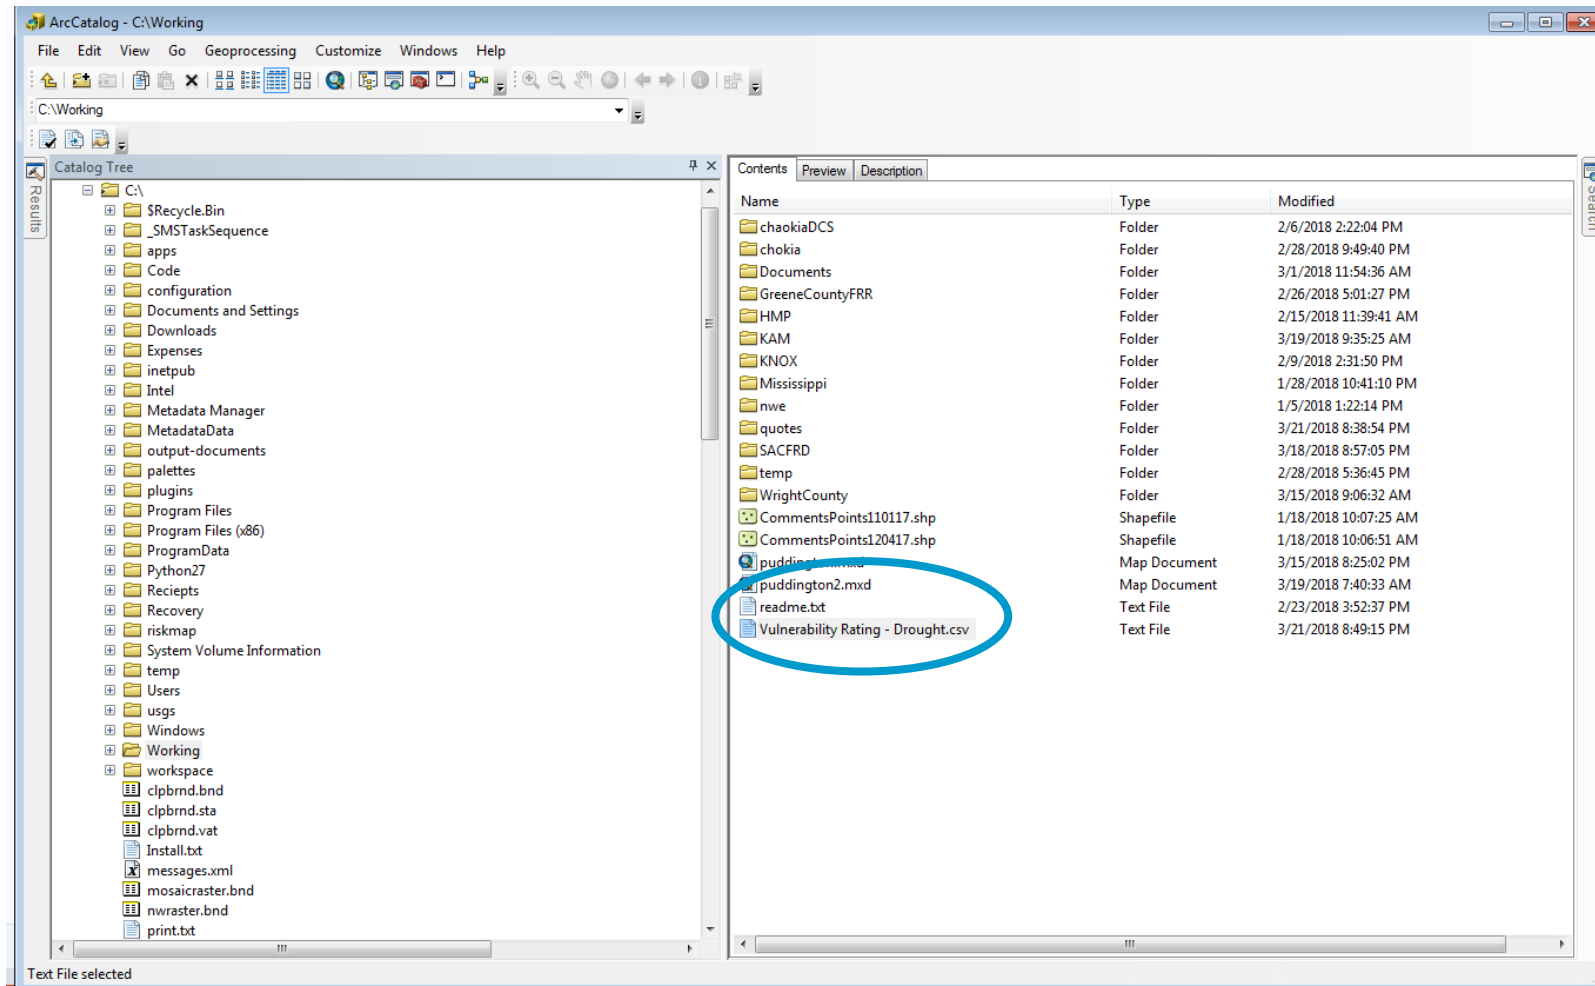 ArcCatalog - C:\Working
File Edit View Go Geoprocessing Customize Windows Help
C:\Working
Results
Catalog Tree
C:\
$Recycle.Bin
_SMSTaskSequence
apps
Code
configuration
Documents and Settings
Downloads
Expenses
inetpub
Intel
Metadata Manager
MetadataData
output-documents
palettes
plugins
Program Files
Program Files (x86)
ProgramData
Python27
Reciepts
Recovery
riskmap
System Volume Information
temp
Users
usgs
Windows
Working
workspace
clpbrnd.bnd
clpbrnd.sta
clpbrnd.vat
Install.txt
messages.xml
mosaicraster.bnd
nwraster.bnd
print.txt
Contents Preview Description
Name Type Modified
chaokiaDCS Folder 2/6/2018 2:22:04 PM
chokia Folder 2/28/2018 9:49:40 PM
Documents Folder 3/1/2018 11:54:36 AM
GreeneCountyFRR Folder 2/26/2018 5:01:27 PM
HMP Folder 2/15/2018 11:39:41 AM
KAM Folder 3/19/2018 9:35:25 AM
KNOX Folder 2/9/2018 2:31:50 PM
Mississippi Folder 1/28/2018 10:41:10 PM
nwe Folder 1/5/2018 1:22:14 PM
quotes Folder 3/21/2018 8:38:54 PM
SACFRD Folder 3/18/2018 8:57:05 PM
temp Folder 2/28/2018 5:36:45 PM
WrightCounty Folder 3/15/2018 9:06:32 AM
CommentsPoints110117.shp Shapefile 1/18/2018 10:07:25 AM
CommentsPoints120417.shp Shapefile 1/18/2018 10:06:51 AM
puddington.mxd Map Document 3/15/2018 8:25:02 PM
puddington2.mxd Map Document 3/19/2018 7:40:33 AM
readme.txt Text File 2/23/2018 3:52:37 PM
Vulnerability Rating - Drought.csv Text File 3/21/2018 8:49:15 PM
Search
Text File selected